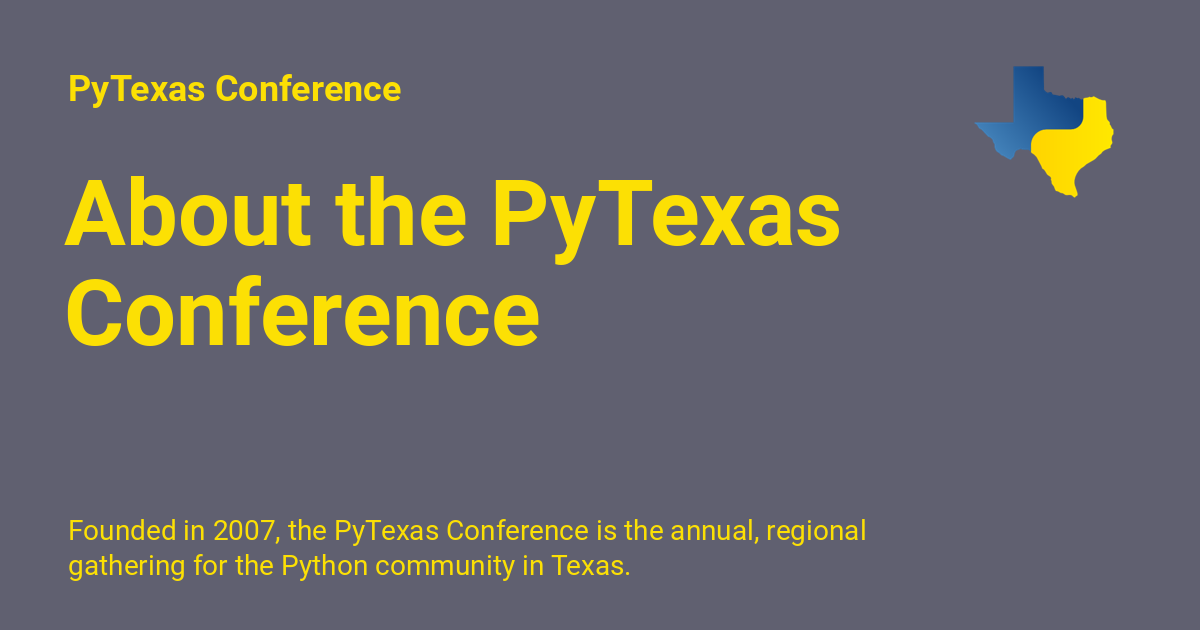 PyTexas Conference
About the PyTexas
Conference
Founded in 2007, the PyTexas Conference is the annual, regional
gathering for the Python community in Texas.